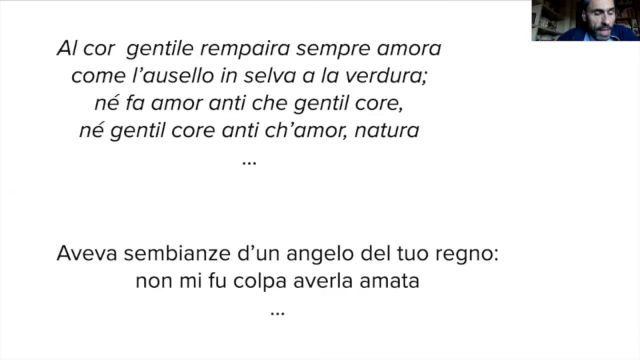 Al cor gentile rempaira sempre amora
come l'ausello in selva a la verdura;
né fa amor anti che gentil core,
né gentil core anti ch'amor, natura
...
Aveva sembianze d'un angelo del tuo regno:
non mi fu colpa averla amata
...